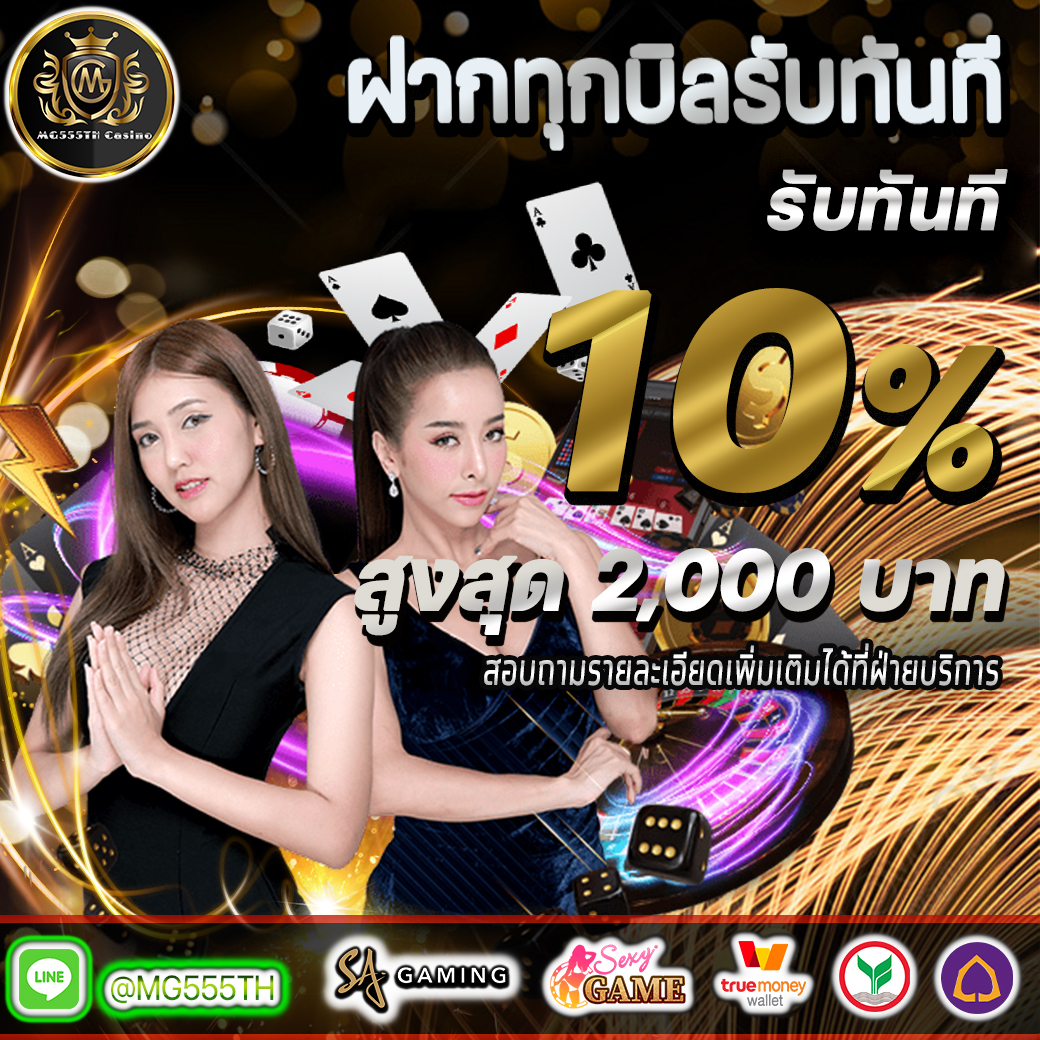 MG
MG555TH Casino
ฝากทุกบิลรับทันที
รับทันที
10%
สูงสุด 2,000 บาท
สอบถามรายละเอียดเพิ่มเติมได้ที่ฝ่ายบริการ
LINE
@MG555TH
SA GAMING
Sexy
GAME
truemoney
wallet